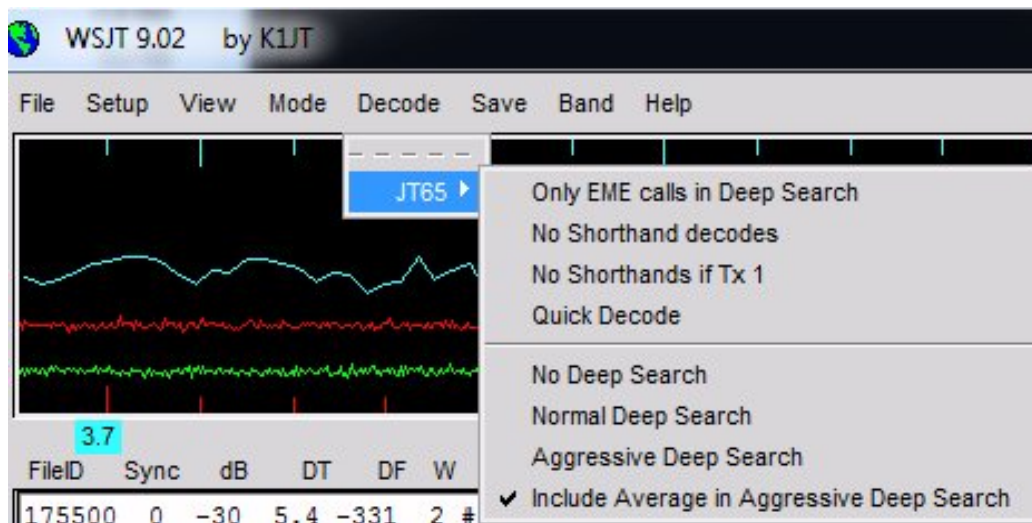 WSJT 9.02 by K1JT
File Setup View Mode Decode Save Band Help
JT65
Only EME calls in Deep Search
No Shorthand decodes
No Shorthands if Tx 1
Quick Decode
No Deep Search
Normal Deep Search
Aggressive Deep Search
Include Average in Aggressive Deep Search
3.7
FileID Sync dB DT DF W
175500 0 -30 5.4 -331 2 #